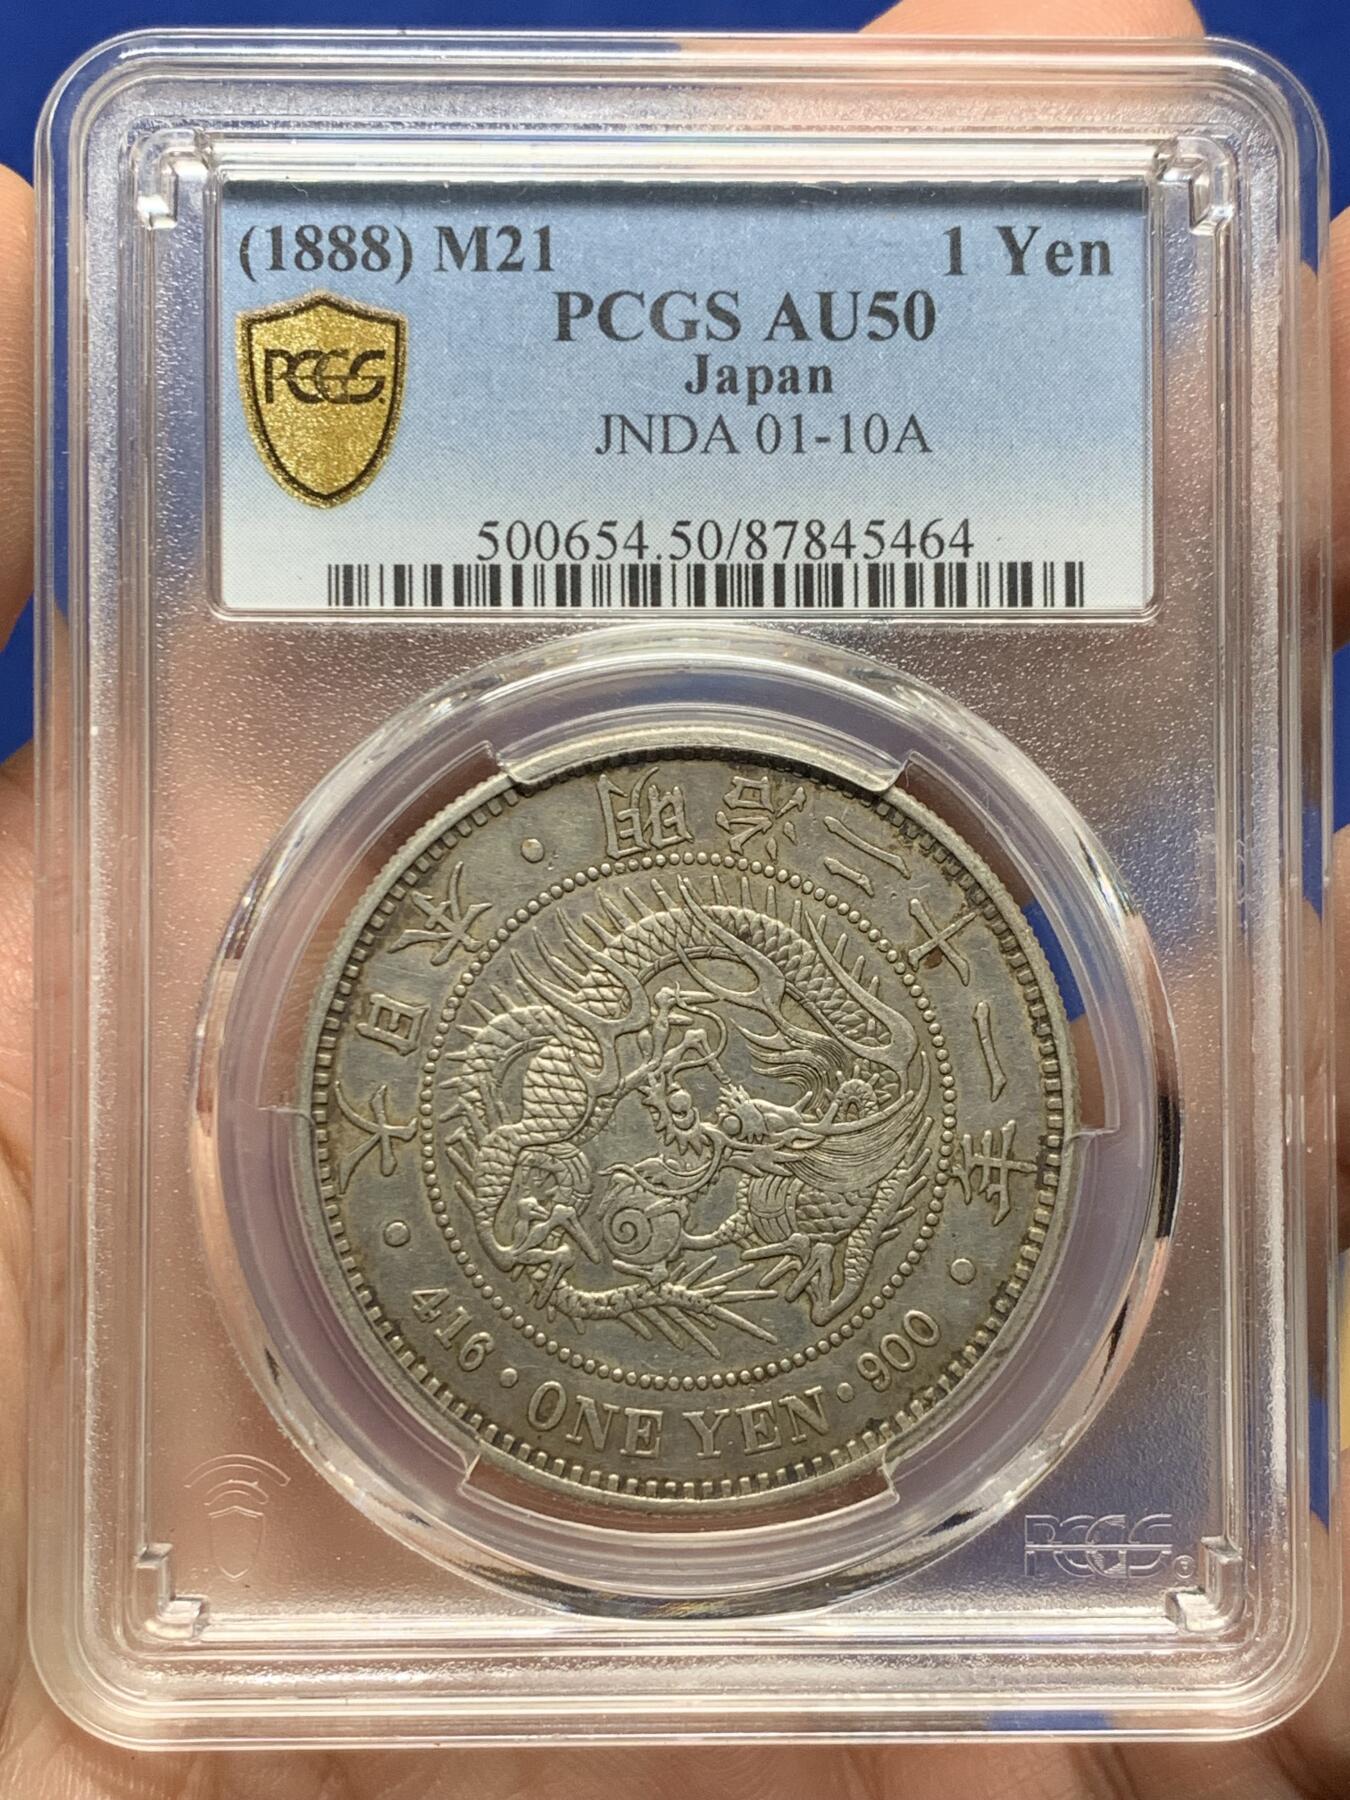 (1888) M21 1 Yen
PCGS AU50
PCGS Japan
JNDA 01-10A
500654.50/87845464
大日本・明治二十一年・
416・ONE YEN・900
PCGS